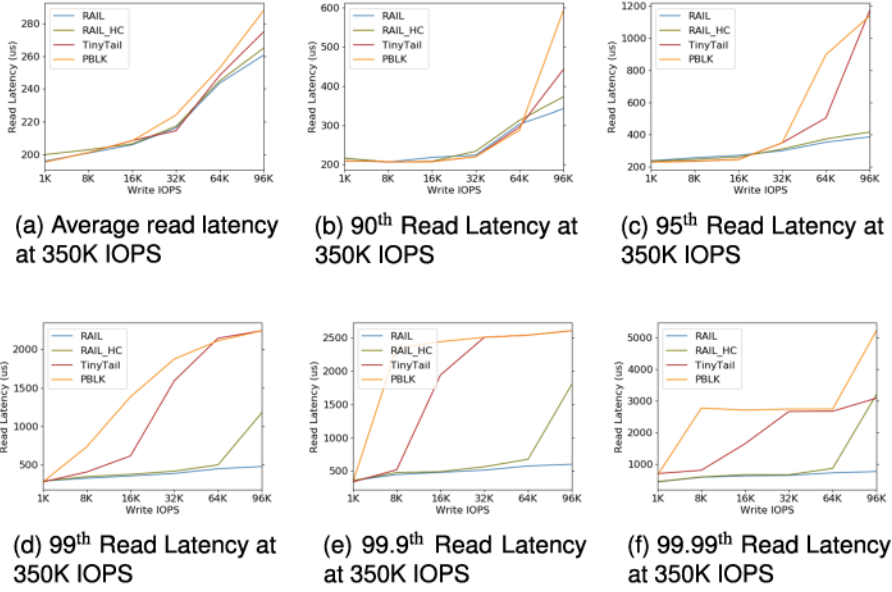 280
260
240
220
200
Read Latency (us)
RAIL
RAIL_HC
TinyTail
PBLK
1K 8K 16K 32K 64K 96K
Write IOPS
(a) Average read latency
at 350K IOPS
600
500
400
300
200
Read Latency (us)
RAIL
RAIL_HC
TinyTail
PBLK
1K 8K 16K 32K 64K 96K
Write IOPS
(b) 90th Read Latency at
350K IOPS
1200
1000
800
600
400
200
Read Latency (us)
RAIL
RAIL_HC
TinyTail
PBLK
1K 8K 16K 32K 64K 96K
Write IOPS
(c) 95th Read Latency at
350K IOPS
2000
1500
1000
500
Read Latency (us)
RAIL
RAIL_HC
TinyTail
PBLK
1K 8K 16K 32K 64K 96K
Write IOPS
(d) 99th Read Latency at
350K IOPS
2500
2000
1500
1000
500
Read Latency (us)
RAIL
RAIL_HC
TinyTail
PBLK
1K 8K 16K 32K 64K 96K
Write IOPS
(e) 99.9th Read Latency
at 350K IOPS
5000
4000
3000
2000
1000
Read Latency (us)
RAIL
RAIL_HC
TinyTail
PBLK
1K 8K 16K 32K 64K 96K
Write IOPS
(f) 99.99th Read Latency
at 350K IOPS